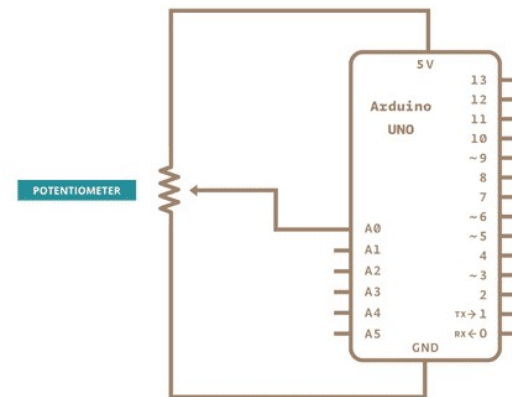 5V
Arduino
UNO
13
12
11
10
~9
8
7
~6
~5
4
~3
2
TX→1
RX←0
POTENTIOMETER
A0
A1
A2
A3
A4
A5
GND